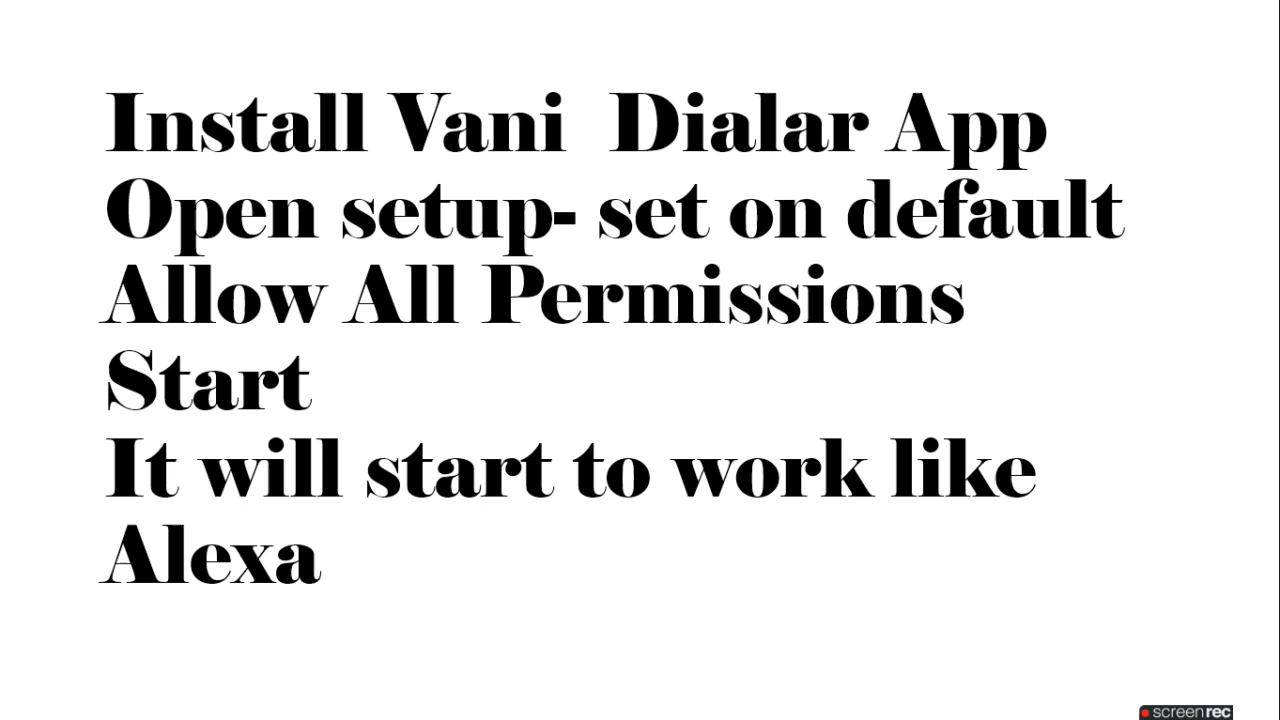 Install Vani  Dialar App
Open setup- set on default
Allow All Permissions
Start
It will start to work like
Alexa
screenrec